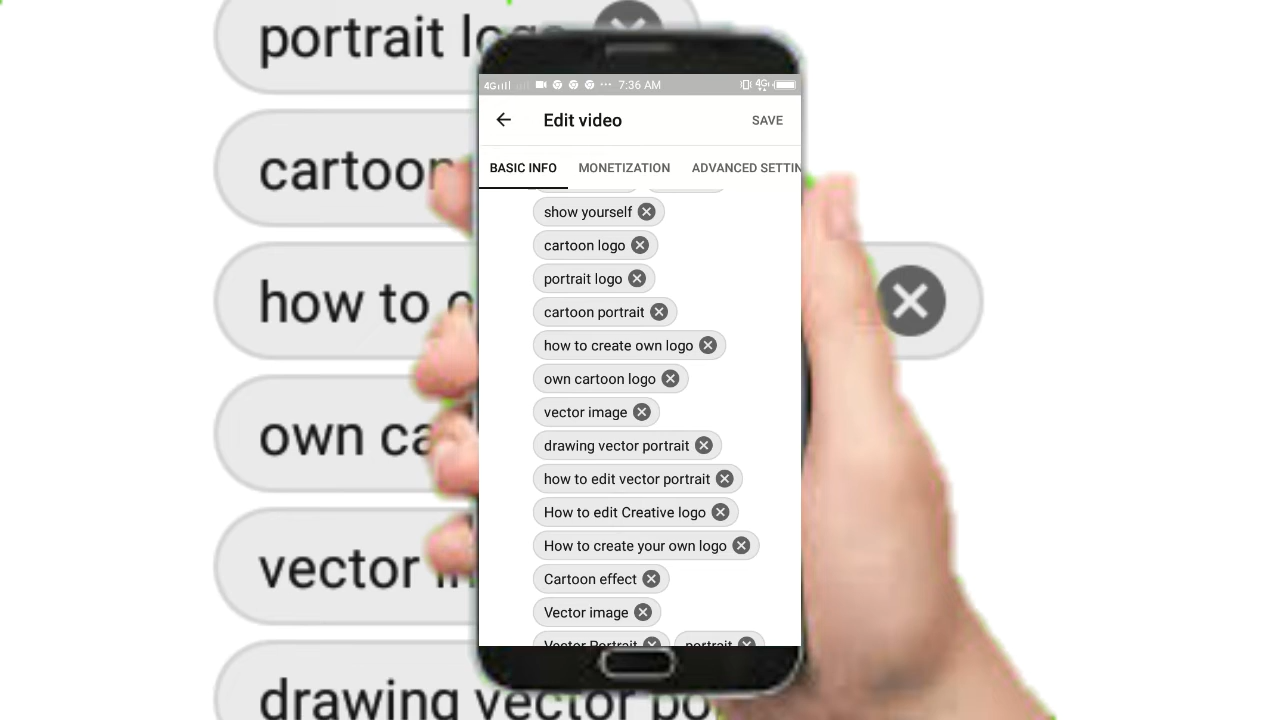 portrait
4G 7:36 AM 4G
Edit video SAVE
BASIC INFO MONETIZATION ADVANCED SETTIN
show yourself
cartoon logo
portrait logo
cartoon portrait
how to create own logo
own cartoon logo
vector image
drawing vector portrait
how to edit vector portrait
How to edit Creative logo
How to create your own logo
Cartoon effect
Vector image
Vector Portrait portrait
cartoon
how to
own
vector
drawing vector